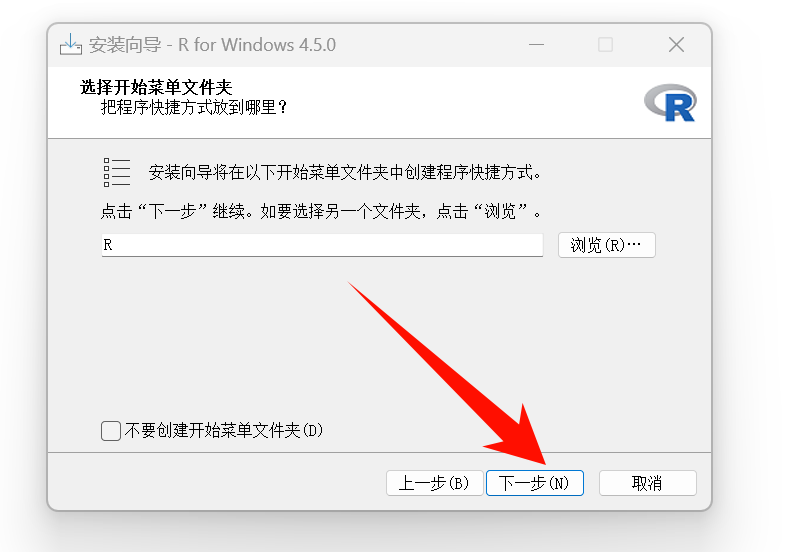 安装向导 - R for Windows 4.5.0
选择开始菜单文件夹
把程序快捷方式放到哪里?
R
安装向导将在以下开始菜单文件夹中创建程序快捷方式。
点击“下一步”继续。如要选择另一个文件夹，点击“浏览”。
R
浏览(R)…
不要创建开始菜单文件夹(D)
上一步(B)
下一步(N)
取消